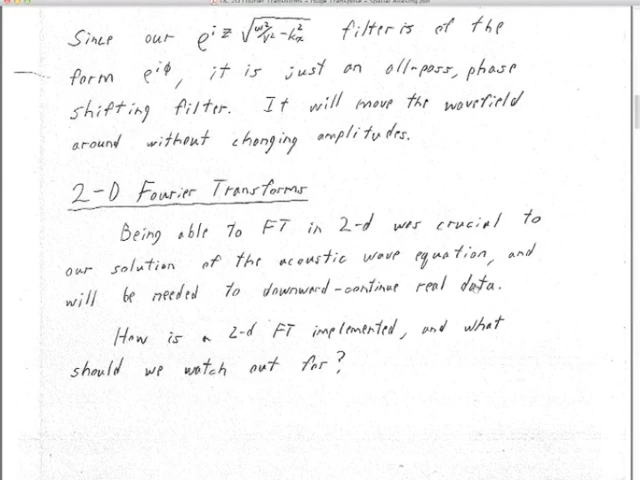 Since our e^{iz√(w²/v² - kₓ²)} filter is of the
form e^{iφ}, it is just an all-pass, phase
shifting filter. It will move the wavefield
around without changing amplitudes.
2-D Fourier Transforms
Being able to FT in 2-d was crucial to
our solution of the acoustic wave equation, and
will be needed to downward-continue real data.
How is a 2-d FT implemented, and what
should we watch out for?